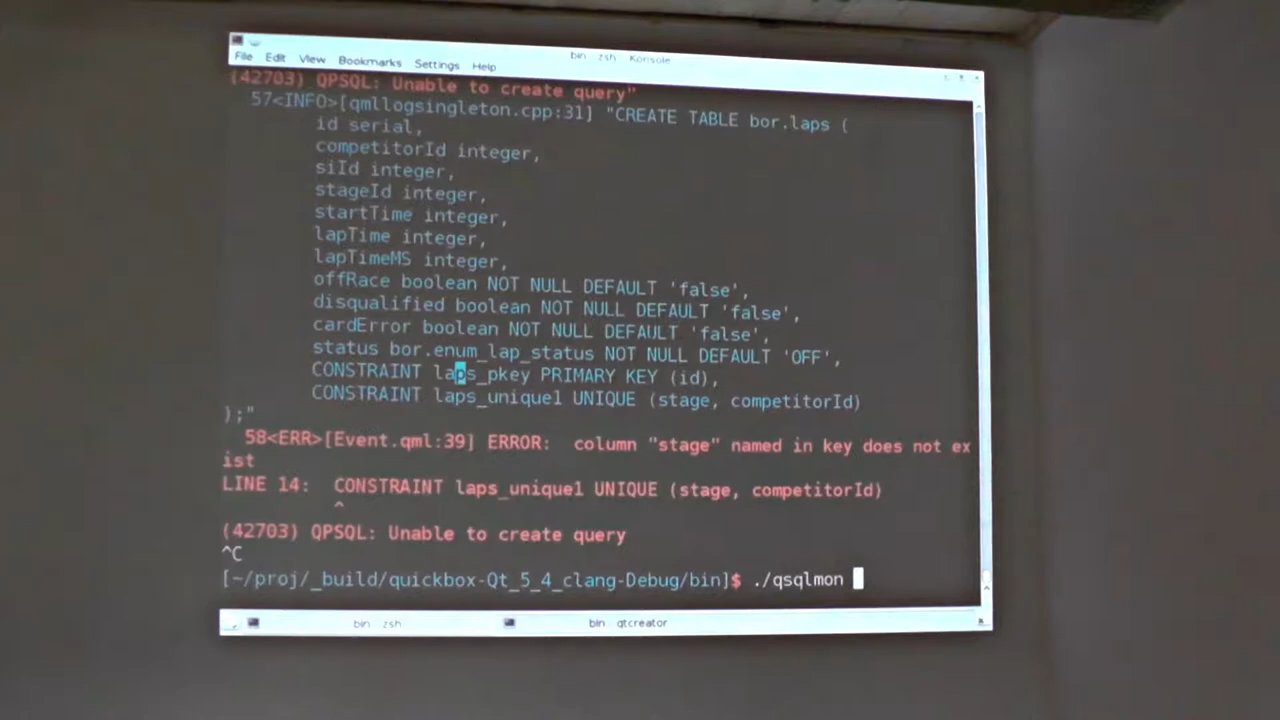 bin : zsh Konsole
File Edit View Bookmarks Settings Help
(42703) QPSQL: Unable to create query"
57<INFO>[qmllogsingleton.cpp:31] "CREATE TABLE bor.laps (
id serial,
competitorId integer,
siId integer,
stageId integer,
startTime integer,
lapTime integer,
lapTimeMS integer,
offRace boolean NOT NULL DEFAULT 'false',
disqualified boolean NOT NULL DEFAULT 'false',
cardError boolean NOT NULL DEFAULT 'false',
status bor.enum_lap_status NOT NULL DEFAULT 'OFF',
CONSTRAINT laps_pkey PRIMARY KEY (id),
CONSTRAINT laps_unique1 UNIQUE (stage, competitorId)
);"
58<ERR>[Event.qml:39] ERROR:  column "stage" named in key does not ex
ist
LINE 14:  CONSTRAINT laps_unique1 UNIQUE (stage, competitorId)
^
(42703) QPSQL: Unable to create query
^C
[~/proj/_build/quickbox-Qt_5_4_clang-Debug/bin]$ ./qsqlmon
bin : zsh bin : qtcreator